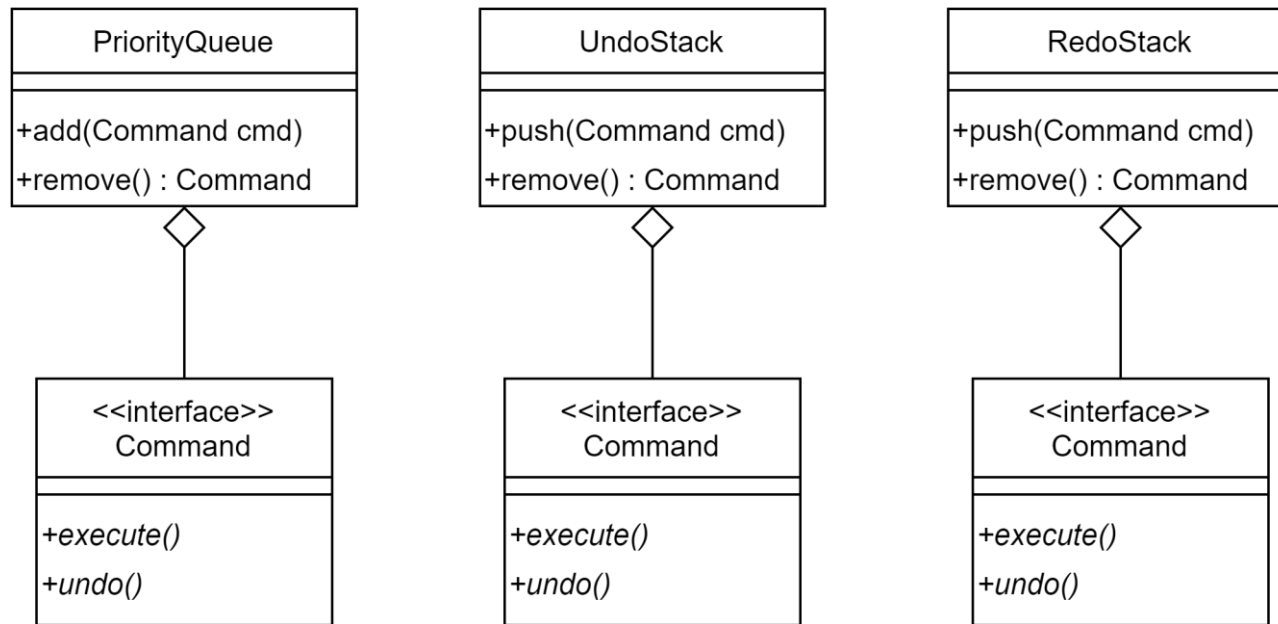 PriorityQueue
+add(Command cmd)
+remove() : Command
<<interface>>
Command
+execute()
+undo()
UndoStack
+push(Command cmd)
+remove() : Command
<<interface>>
Command
+execute()
+undo()
RedoStack
+push(Command cmd)
+remove() : Command
<<interface>>
Command
+execute()
+undo()